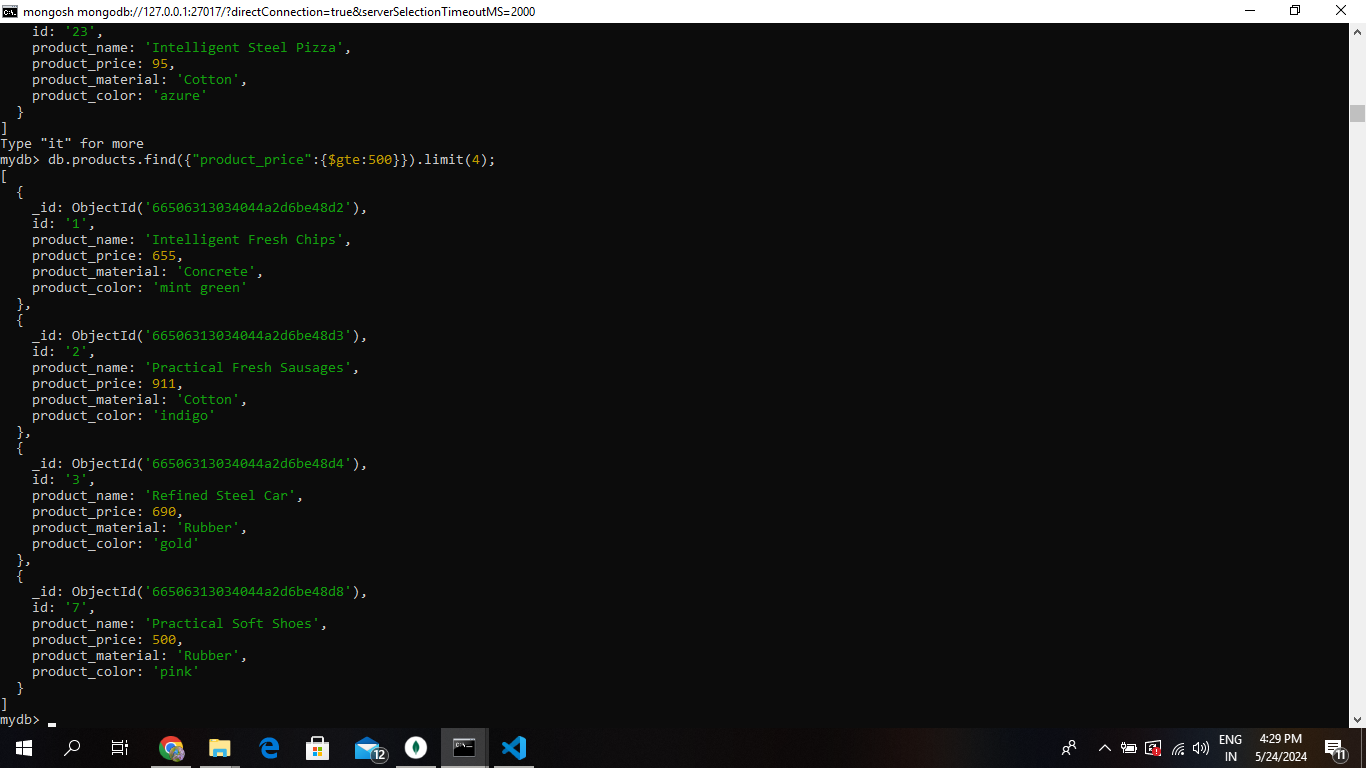 mongosh mongodb://127.0.0.1:27017/?directConnection=true&serverSelectionTimeoutMS=2000
    id: '23',
    product_name: 'Intelligent Steel Pizza',
    product_price: 95,
    product_material: 'Cotton',
    product_color: 'azure'
  }
]
Type "it" for more
mydb> db.products.find({"product_price":{$gte:500}}).limit(4);
[
  {
    _id: ObjectId('66506313034044a2d6be48d2'),
    id: '1',
    product_name: 'Intelligent Fresh Chips',
    product_price: 655,
    product_material: 'Concrete',
    product_color: 'mint green'
  },
  {
    _id: ObjectId('66506313034044a2d6be48d3'),
    id: '2',
    product_name: 'Practical Fresh Sausages',
    product_price: 911,
    product_material: 'Cotton',
    product_color: 'indigo'
  },
  {
    _id: ObjectId('66506313034044a2d6be48d4'),
    id: '3',
    product_name: 'Refined Steel Car',
    product_price: 690,
    product_material: 'Rubber',
    product_color: 'gold'
  },
  {
    _id: ObjectId('66506313034044a2d6be48d8'),
    id: '7',
    product_name: 'Practical Soft Shoes',
    product_price: 500,
    product_material: 'Rubber',
    product_color: 'pink'
  }
]
mydb>
12
ENG
IN
4:29 PM
5/24/2024
11